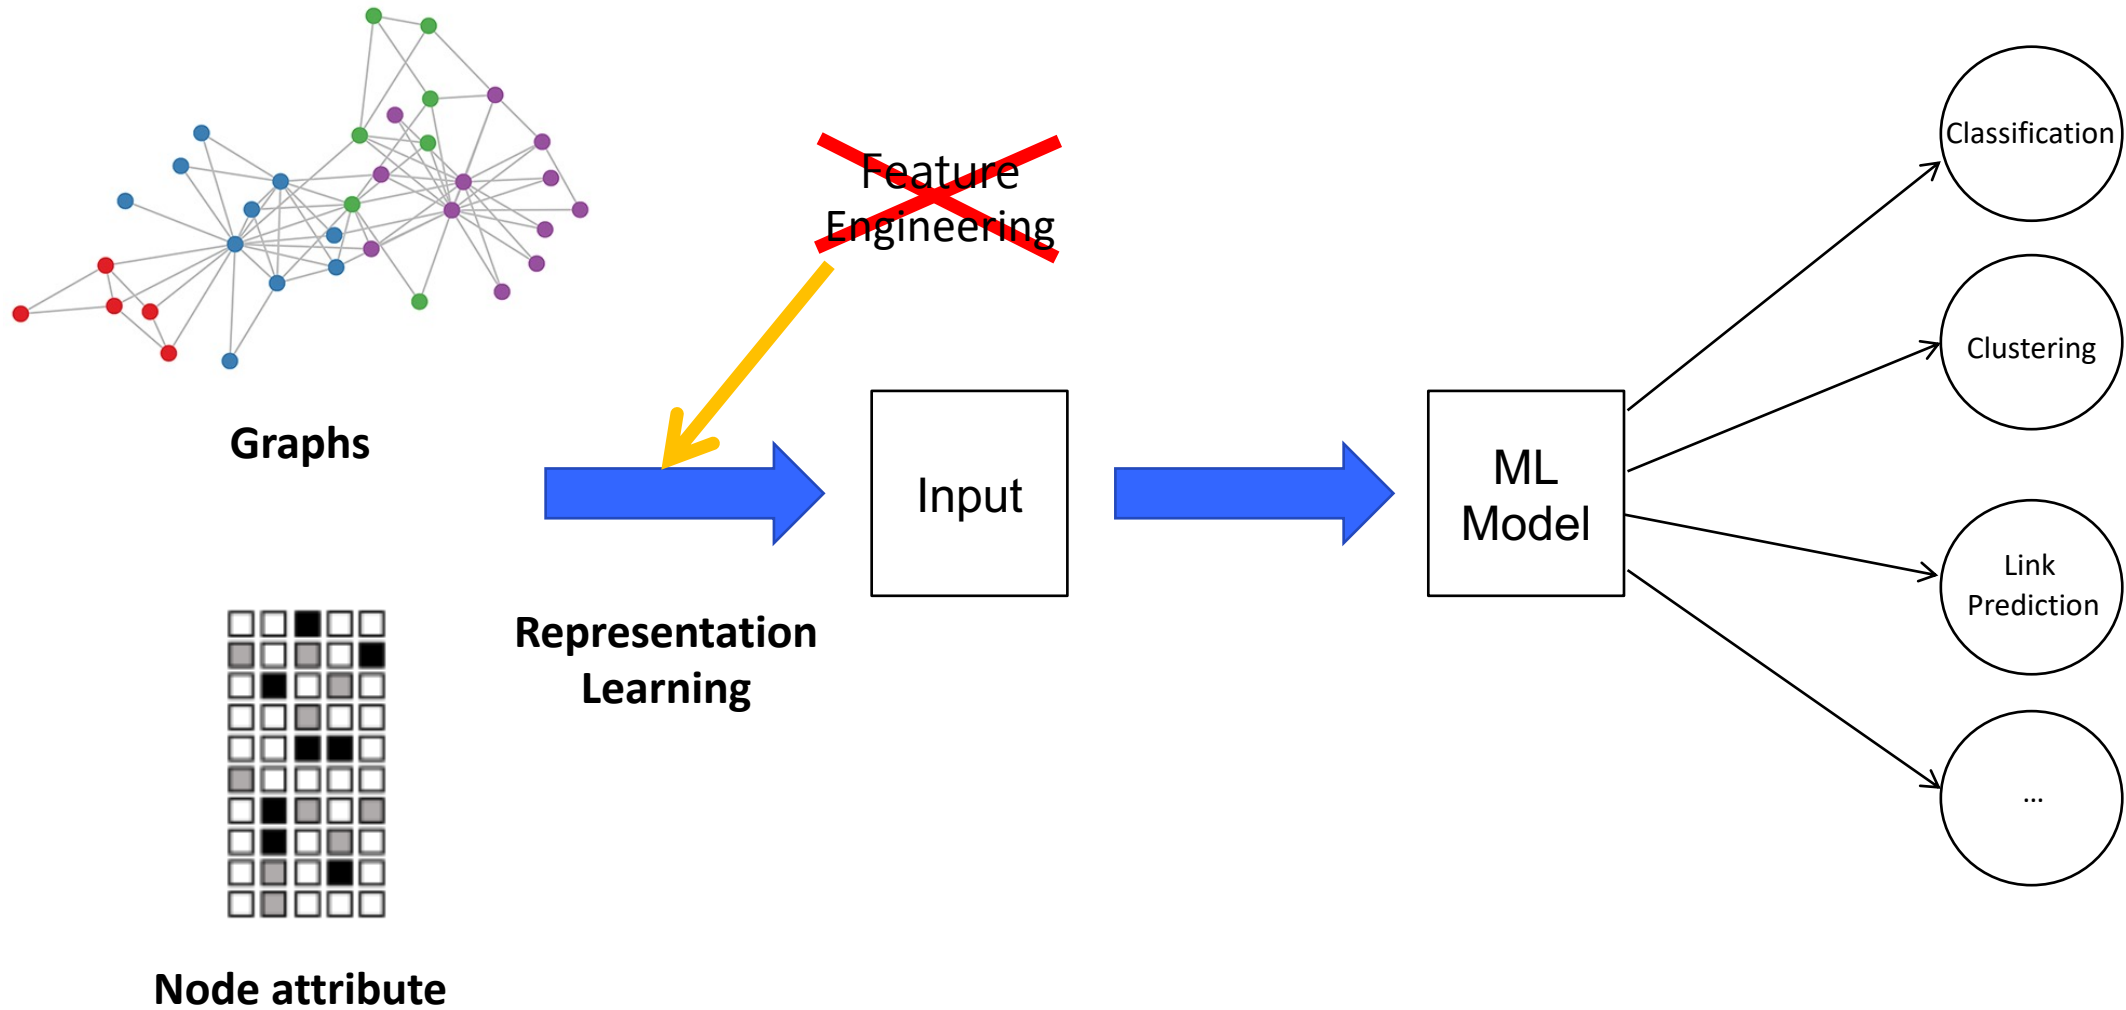 Feature
Engineering
Graphs
Input
ML
Model
Representation
Learning
Node attribute
Classification
Clustering
Link
Prediction
...